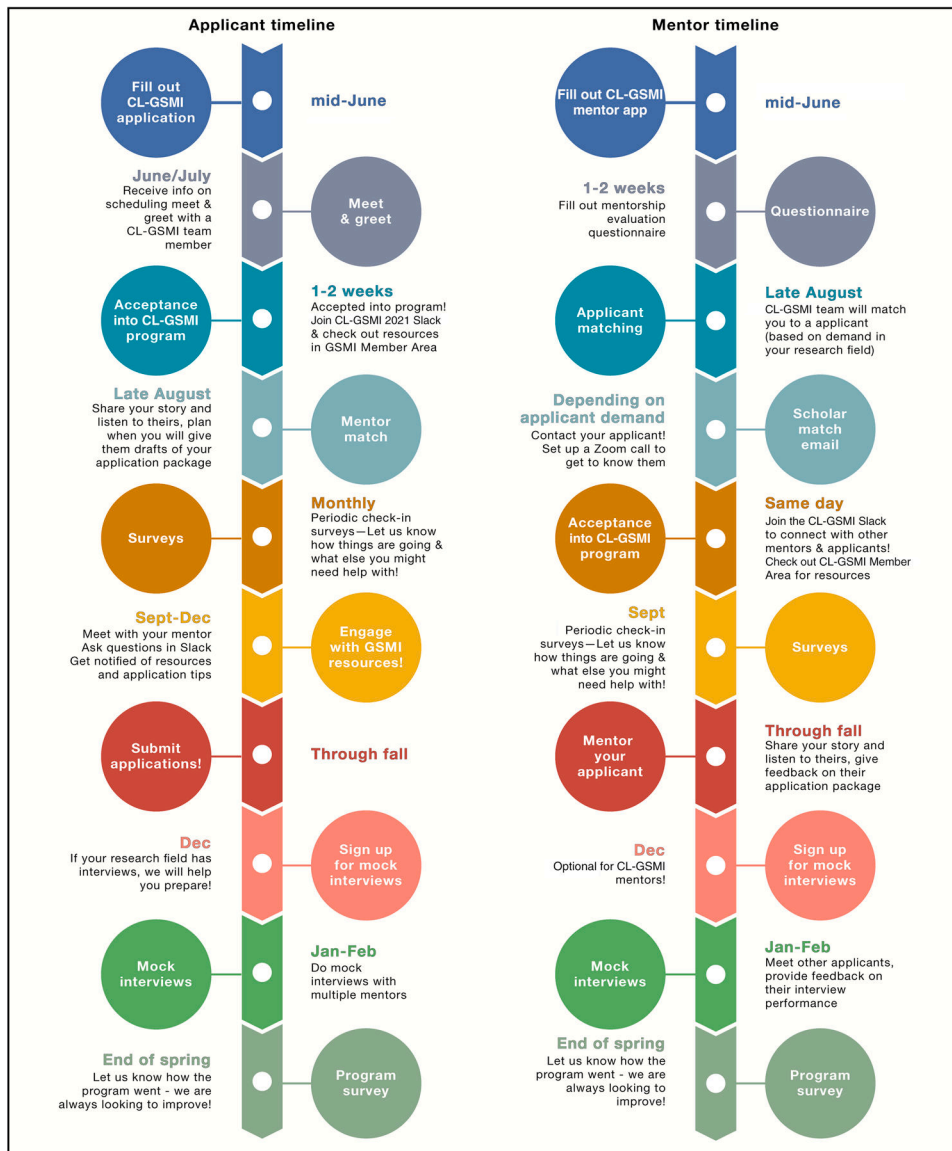 Applicant timeline
Fill out
CL-GSMI
application
mid-June
June/July
Receive info on
scheduling meet &
greet with a
CL-GSMI team
member
Meet
& greet
Acceptance
into CL-GSMI
program
1-2 weeks
Accepted into program!
Join CL-GSMI 2021 Slack
& check out resources
in GSMI Member Area
Late August
Share your story and
listen to theirs, plan
when you will give
them drafts of your
application package
Mentor
match
Surveys
Monthly
Periodic check-in
surveys—Let us know
how things are going &
what else you might
need help with!
Sept-Dec
Meet with your mentor
Ask questions in Slack
Get notified of resources
and application tips
Engage
with GSMI
resources!
Submit
applications!
Through fall
Dec
If your research field has
interviews, we will help
you prepare!
Sign up
for mock
interviews
Mock
interviews
Jan-Feb
Do mock
interviews with
multiple mentors
End of spring
Let us know how the
program went - we are
always looking to improve!
Program
survey
Mentor timeline
Fill out CL-GSMI
mentor app
mid-June
1-2 weeks
Fill out mentorship
evaluation
questionnaire
Questionnaire
Applicant
matching
Late August
CL-GSMI team will match
you to a applicant
(based on demand in
your research field)
Depending on
applicant demand
Contact your applicant!
Set up a Zoom call to
get to know them
Scholar
match
email
Acceptance
into CL-GSMI
program
Same day
Join the CL-GSMI Slack
to connect with other
mentors & applicants!
Check out CL-GSMI Member
Area for resources
Sept
Periodic check-in
surveys—Let us know
how things are going &
what else you might
need help with!
Surveys
Mentor
your
applicant
Through fall
Share your story and
listen to theirs, give
feedback on their
application package
Dec
Optional for CL-GSMI
mentors!
Sign up
for mock
interviews
Mock
interviews
Jan-Feb
Meet other applicants,
provide feedback on
their interview
performance
End of spring
Let us know how the
program went - we are
always looking to
improve!
Program
survey